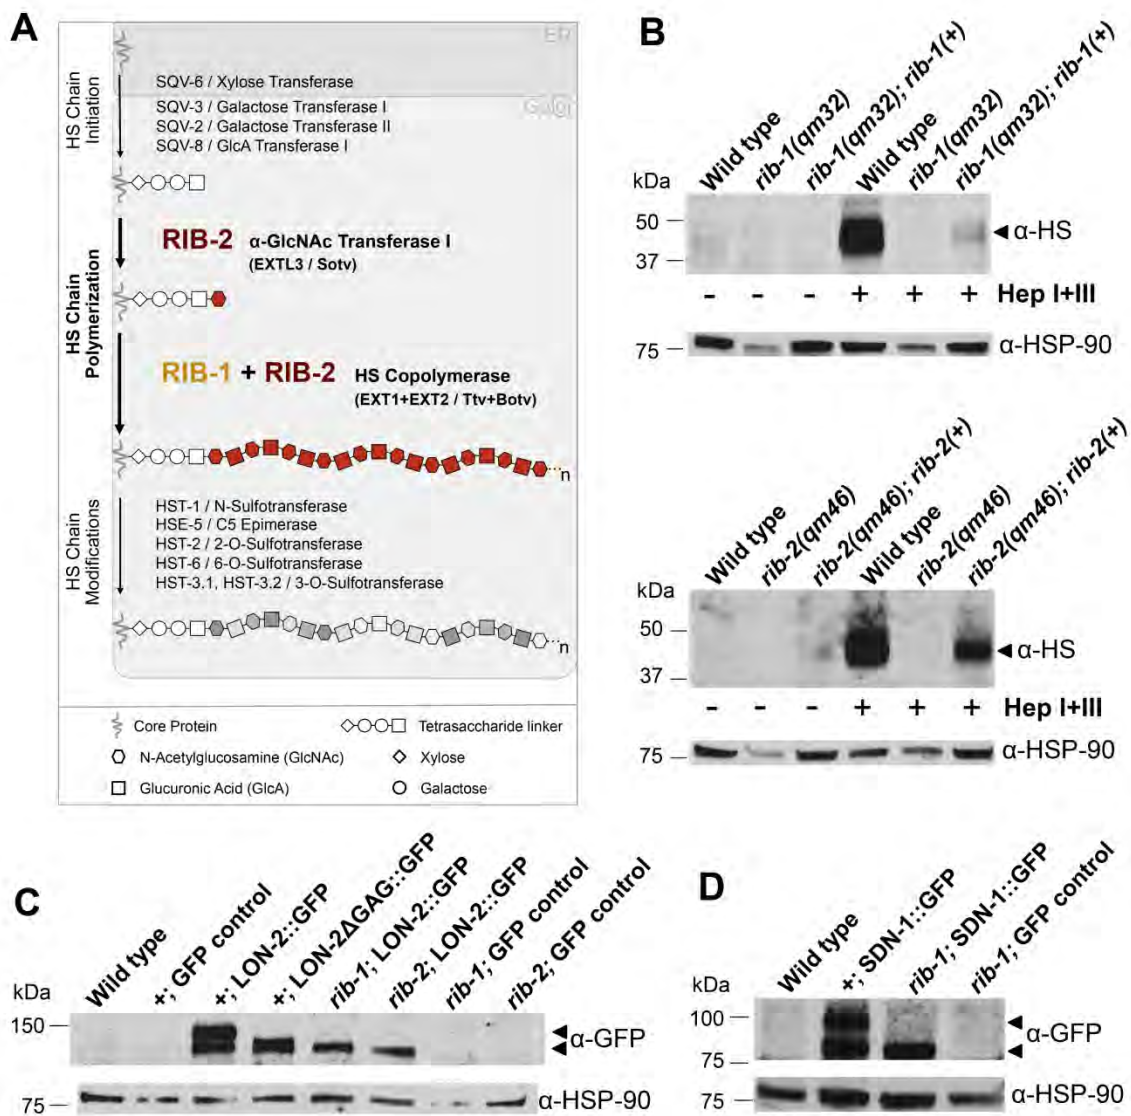 A
ER
SQV-6 / Xylose Transferase
Golgi
HS Chain
Initiation
SQV-3 / Galactose Transferase I
SQV-2 / Galactose Transferase II
SQV-8 / GlcA Transferase I
RIB-2 α-GlcNAc Transferase I
(EXTL3 / Sotv)
HS Chain
Polymerization
RIB-1 + RIB-2 HS Copolymerase
(EXT1+EXT2 / Ttv+Botv)
n
HS Chain
Modifications
HST-1 / N-Sulfotransferase
HSE-5 / C5 Epimerase
HST-2 / 2-O-Sulfotransferase
HST-6 / 6-O-Sulfotransferase
HST-3.1, HST-3.2 / 3-O-Sulfotransferase
n
Core Protein
Tetrasaccharide linker
N-Acetylglucosamine (GlcNAc)
Xylose
Glucuronic Acid (GlcA)
Galactose
B
Wild type
rib-1(qm32)
rib-1(qm32); rib-1(+)
Wild type
rib-1(qm32)
rib-1(qm32); rib-1(+)
kDa
50
37
α-HS
- - - + + + Hep I+III
75 α-HSP-90
Wild type
rib-2(qm46)
rib-2(qm46); rib-2(+)
Wild type
rib-2(qm46)
rib-2(qm46); rib-2(+)
kDa
50
37
α-HS
- - - + + + Hep I+III
75 α-HSP-90
C
Wild type
+; GFP control
+; LON-2::GFP
+; LON-2ΔGAG::GFP
rib-1; LON-2::GFP
rib-2; LON-2::GFP
rib-1; GFP control
rib-2; GFP control
kDa
150
α-GFP
75 α-HSP-90
D
Wild type
+; SDN-1::GFP
rib-1; SDN-1::GFP
rib-1; GFP control
kDa
100
75
α-GFP
75 α-HSP-90